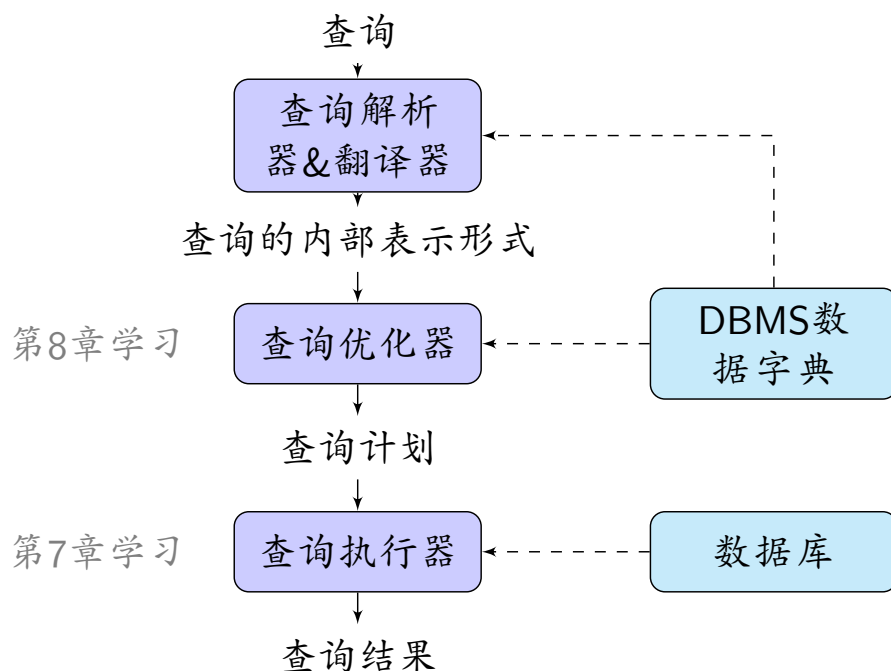 查询
查询解析
器&翻译器
查询的内部表示形式
第8章学习
查询优化器
DBMS数
据字典
查询计划
第7章学习
查询执行器
数据库
查询结果